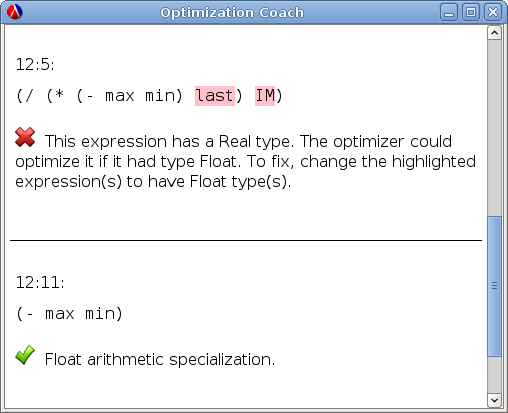 Optimization Coach
12:5:
(/ (* (- max min) last) IM)
This expression has a Real type. The optimizer could
optimize it if it had type Float. To fix, change the highlighted
expression(s) to have Float type(s).
12:11:
(- max min)
Float arithmetic specialization.